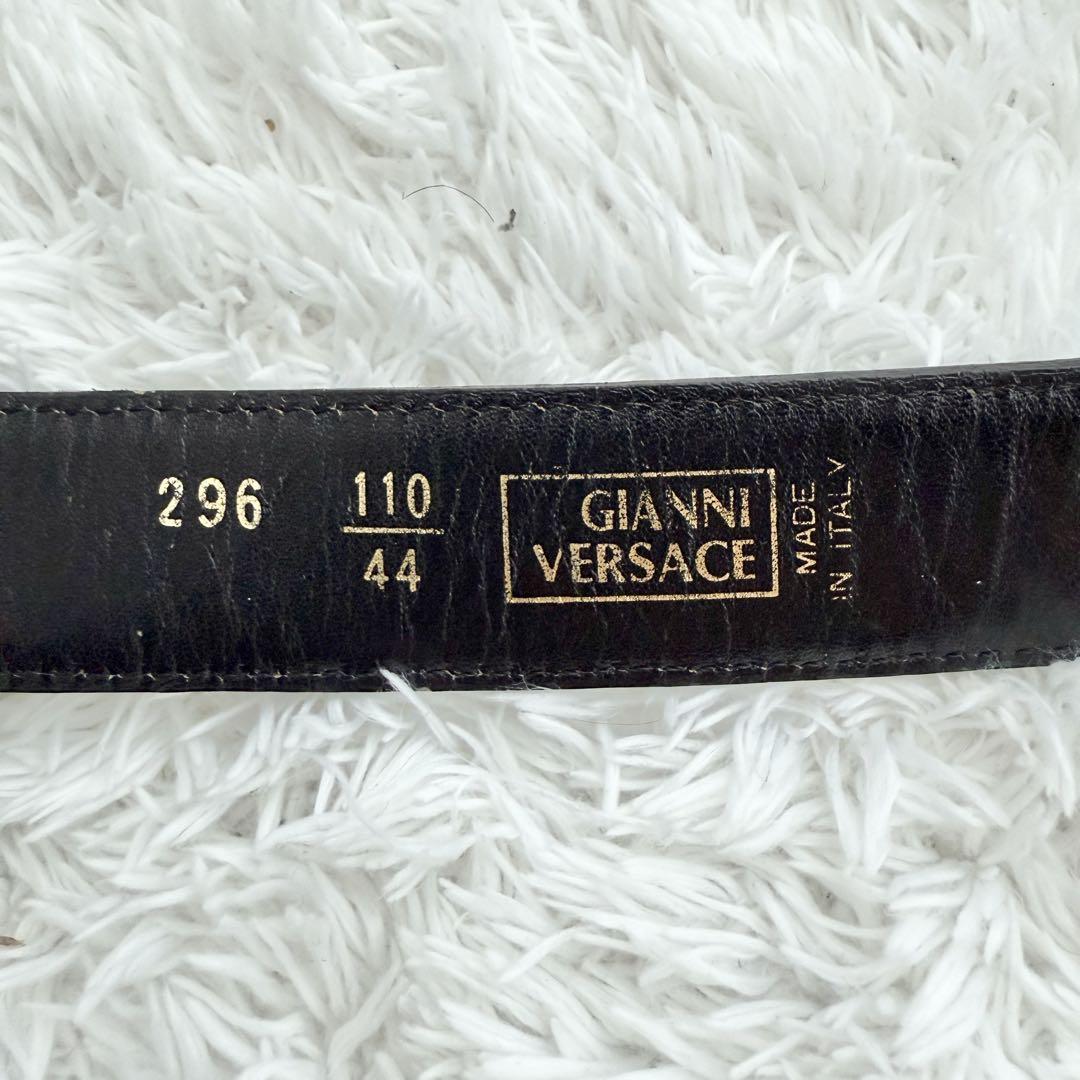 296
110
44
GIANNI
VERSACE
MADE
IN ITALY